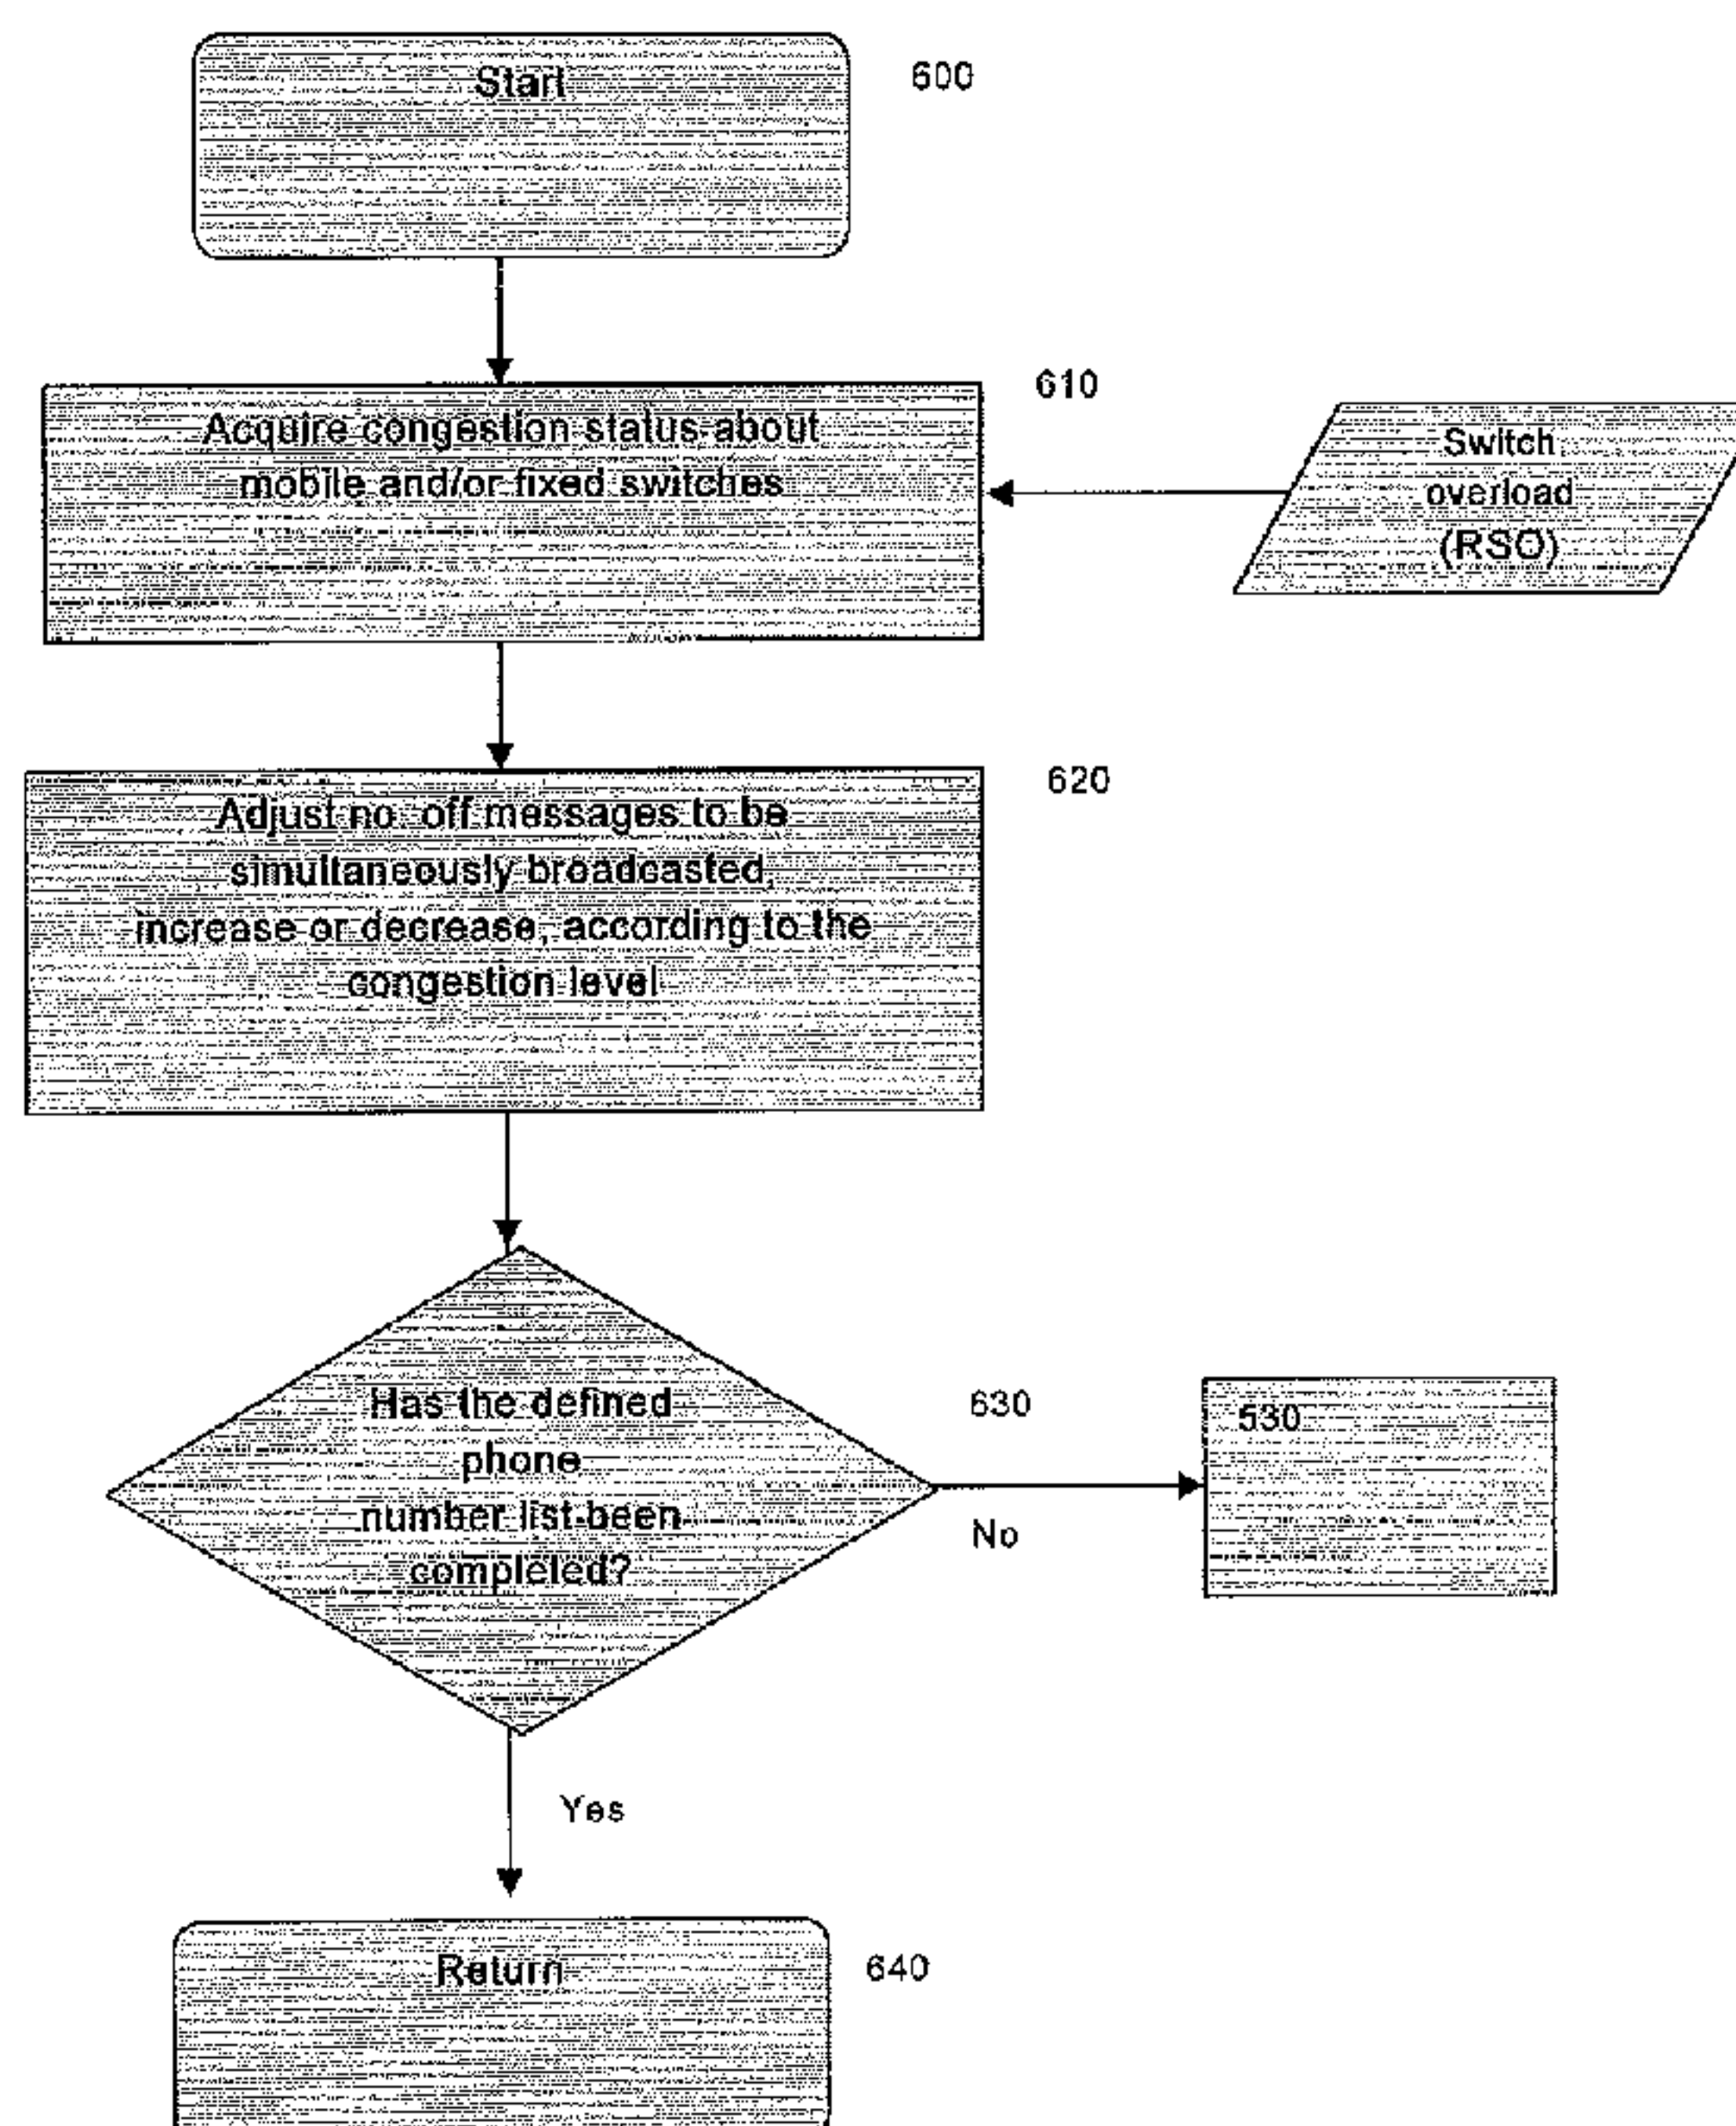 Start
600
610
Acquire congestion status about
mobile and/or fixed switches
Switch
overload
(RSO)
620
Adjust no. off messages to be
simultaneously broadcasted,
increase or decrease, according to the
congestion level
Has the defined
phone
number list been
completed?
630
No
530
Yes
Return
640